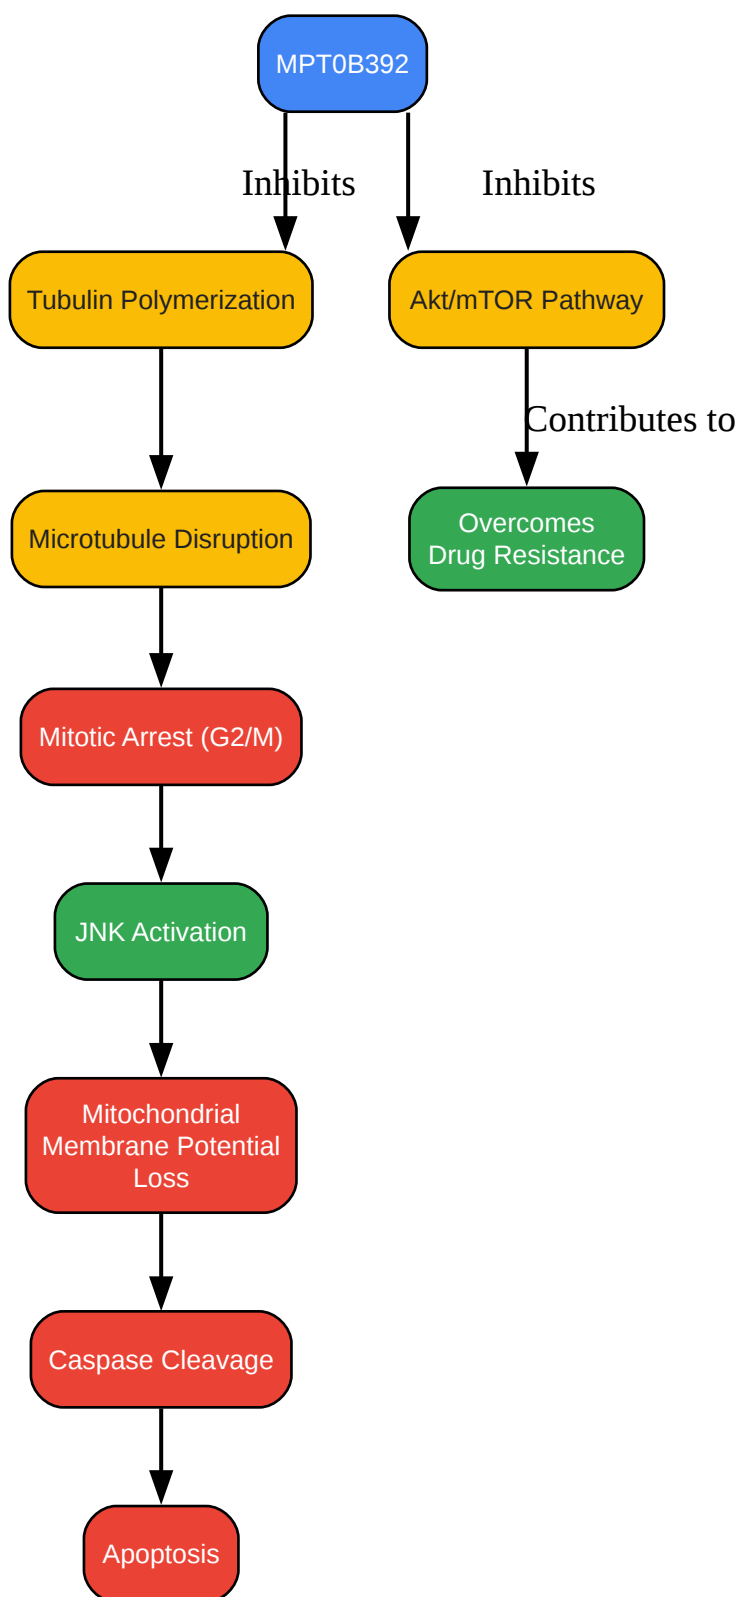 MPT0B392
Inhibits
Inhibits
Tubulin Polymerization
Akt/mTOR Pathway
Contributes to
Microtubule Disruption
Overcomes
Drug Resistance
Mitotic Arrest (G2/M)
JNK Activation
Mitochondrial
Membrane Potential
Loss
Caspase Cleavage
Apoptosis